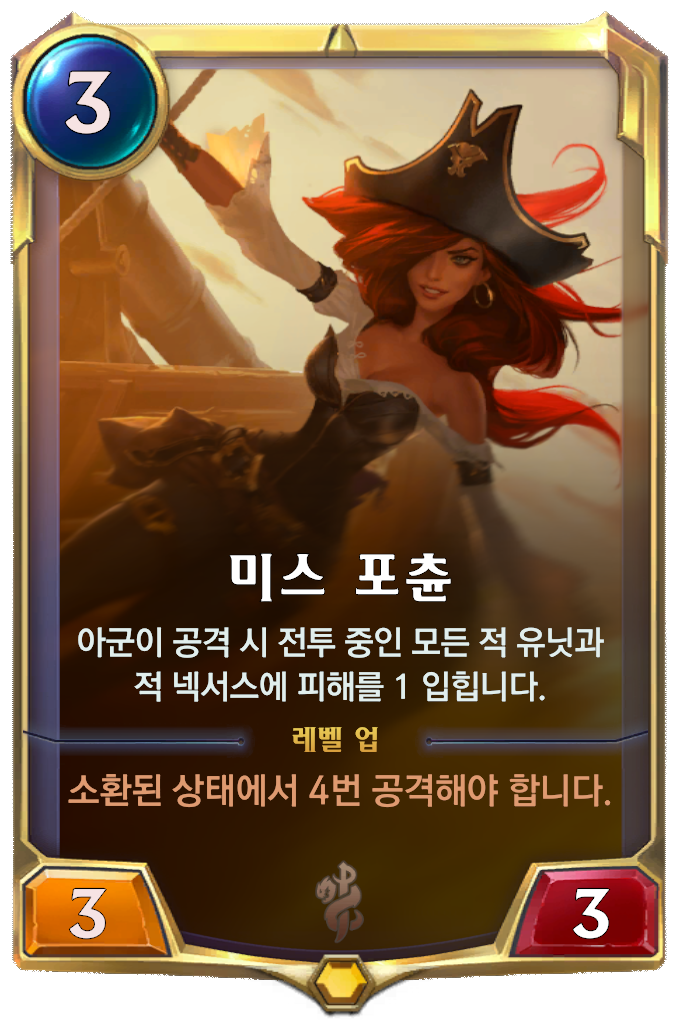 3
미스 포츈
아군이 공격 시 전투 중인 모든 적 유닛과
적 넥서스에 피해를 1 입힙니다.
레벨 업
소환된 상태에서 4번 공격해야 합니다.
3
3